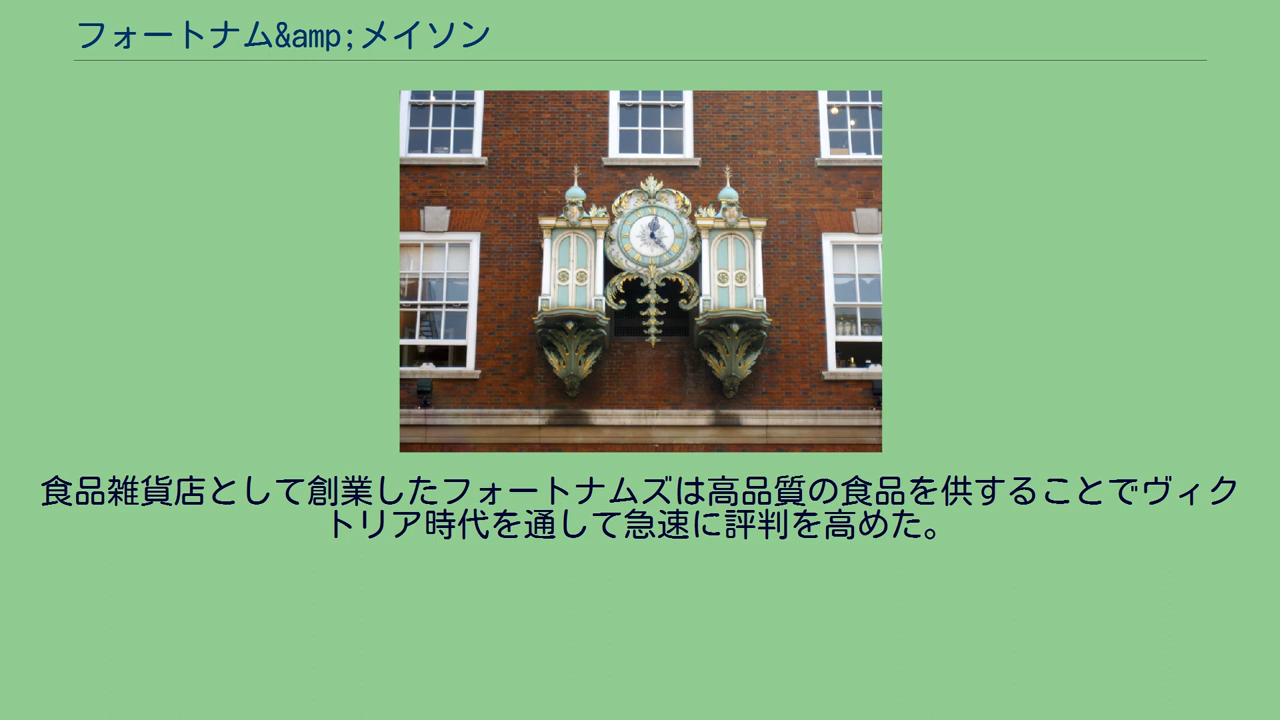 フォートナム&amp;メイソン
食品雑貨店として創業したフォートナムズは高品質の食品を供することでヴィク
トリア時代を通して急速に評判を高めた。